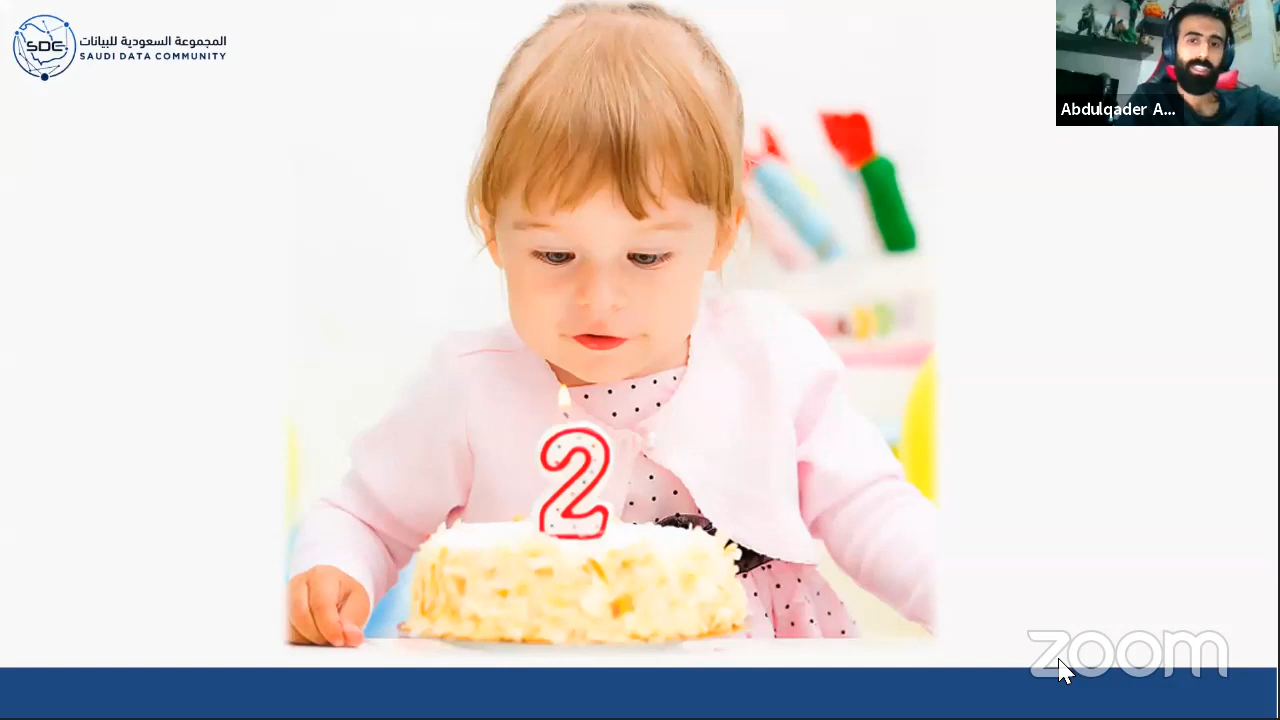 SDC
المجموعة السعودية للبيانات
SAUDI DATA COMMUNITY
Abdulqader A...
2
zoom